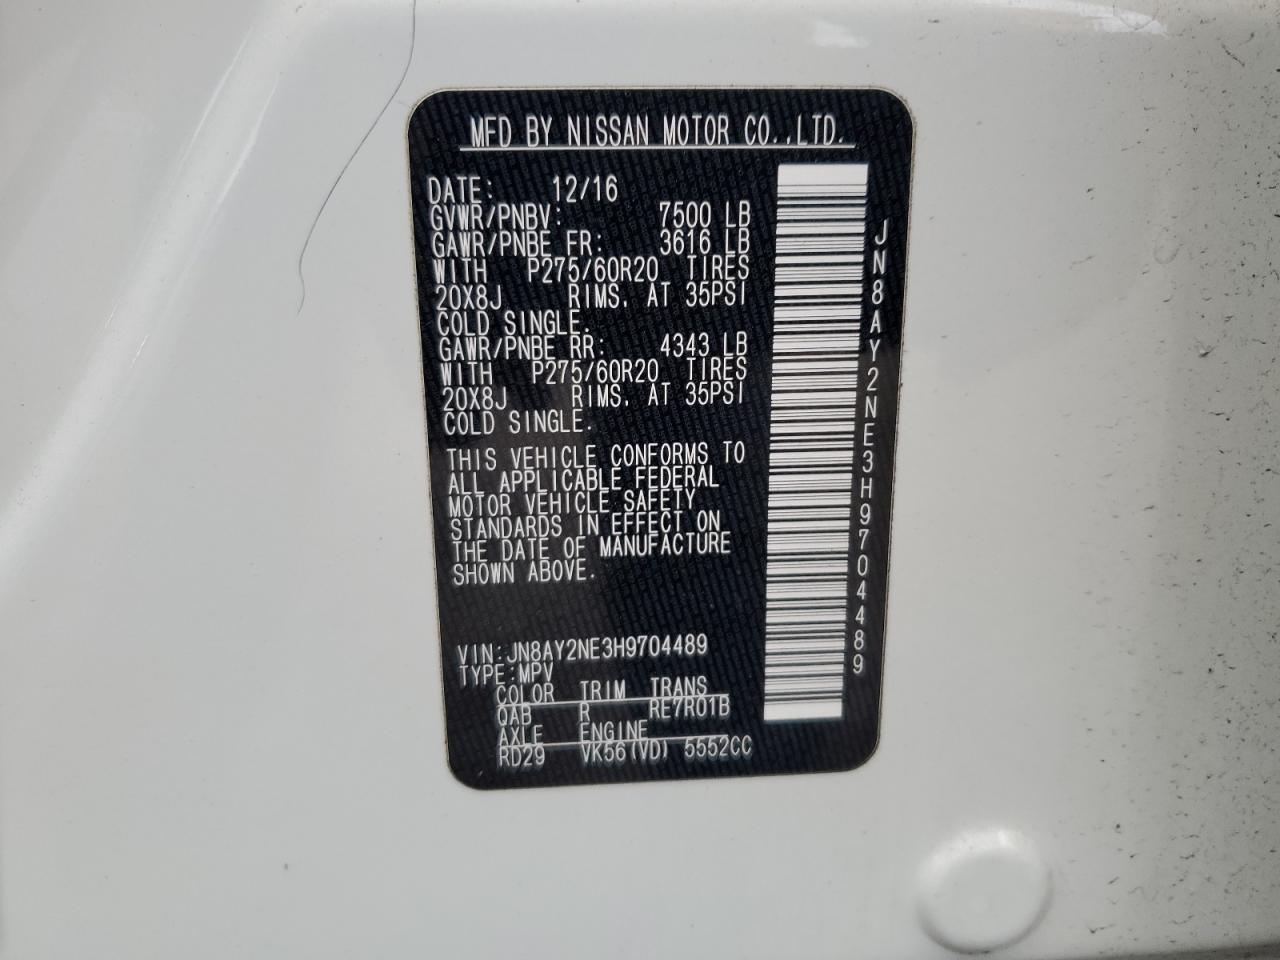 MFD BY NISSAN MOTOR CO.,LTD.
DATE: 12/16
GVWR/PNBV: 7500 LB
GAWR/PNBE FR: 3616 LB
WITH P275/60R20 TIRES
20X8J RIMS. AT 35PSI
COLD SINGLE.
GAWR/PNBE RR: 4343 LB
WITH P275/60R20 TIRES
20X8J RIMS. AT 35PSI
COLD SINGLE.
THIS VEHICLE CONFORMS TO
ALL APPLICABLE FEDERAL
MOTOR VEHICLE SAFETY
STANDARDS IN EFFECT ON
THE DATE OF MANUFACTURE
SHOWN ABOVE.
VIN:JN8AY2NE3H9704489
TYPE:MPV
COLOR TRIM TRANS
QAB R RE7R01B
AXLE ENGINE
RD29 VK56(VD) 5552CC
JN8AY2NE3H9704489